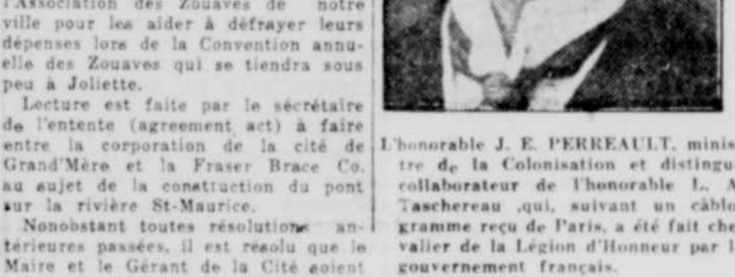 l'Association des Zouaves de notre
ville pour les aider à défrayer leurs
dépenses lors de la Convention annu-
elle des Zouaves qui se tiendra sous
peu à Joliette.
Lecture est faite par le sécrétaire
de l'entente (agreement act) à faire
entre la corporation de la cité de
Grand'Mère et la Fraser Brace Co.
au sujet de la consttuction du pont
sur la rivière St-Maurice.
Nonobstant toutes résolutions an-
térieures passées, il est résolu que le
Maire et le Gérant de la Cité soient
L'honorable J. E. PERREAULT, minis
tre de la Colonisation et distingu
collaborateur de l'honorable L. A
Taschereau ,qui, suivant un câblo
gramme reçu de Paris, a été fait che
valier de la Légion d'Honneur par l
gouvernement français.